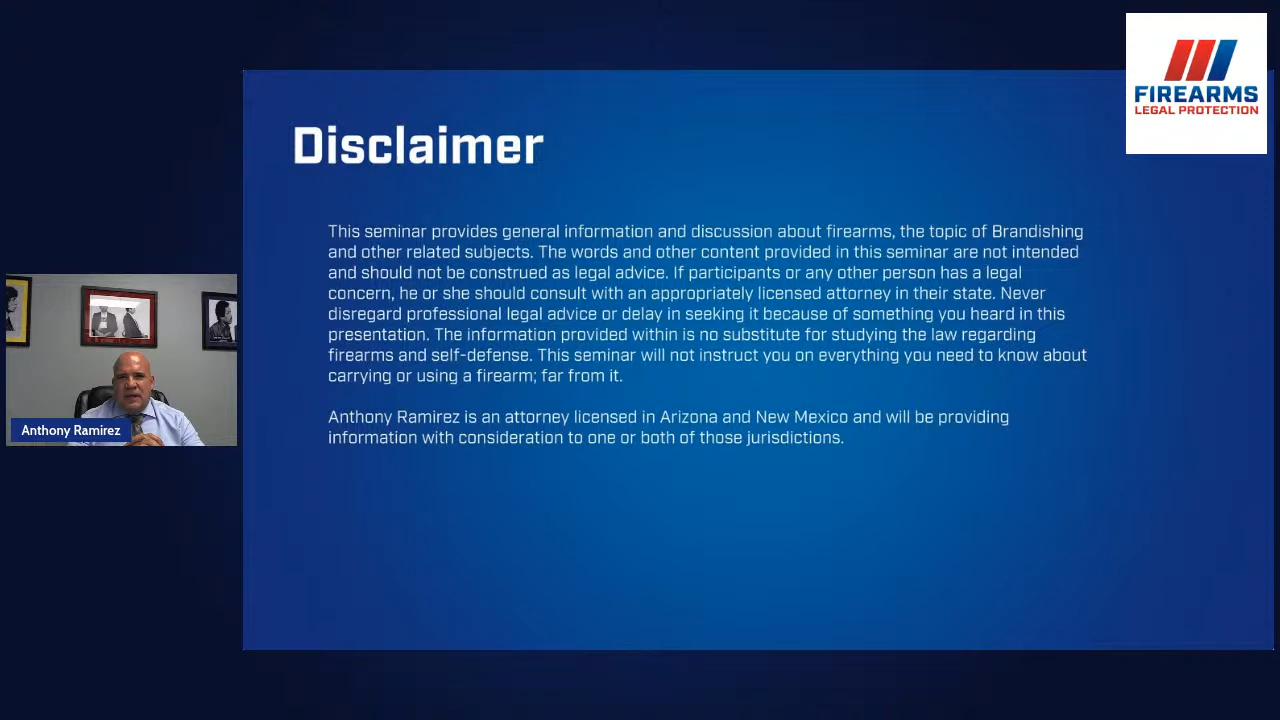 FIREARMS
LEGAL PROTECTION
Disclaimer
This seminar provides general information and discussion about firearms, the topic of Brandishing
and other related subjects. The words and other content provided in this seminar are not intended
and should not be construed as legal advice. If participants or any other person has a legal
concern, he or she should consult with an appropriately licensed attorney in their state. Never
disregard professional legal advice or delay in seeking it because of something you heard in this
presentation. The information provided within is no substitute for studying the law regarding
firearms and self-defense. This seminar will not instruct you on everything you need to know about
carrying or using a firearm; far from it.
Anthony Ramirez is an attorney licensed in Arizona and New Mexico and will be providing
information with consideration to one or both of those jurisdictions.
Anthony Ramirez